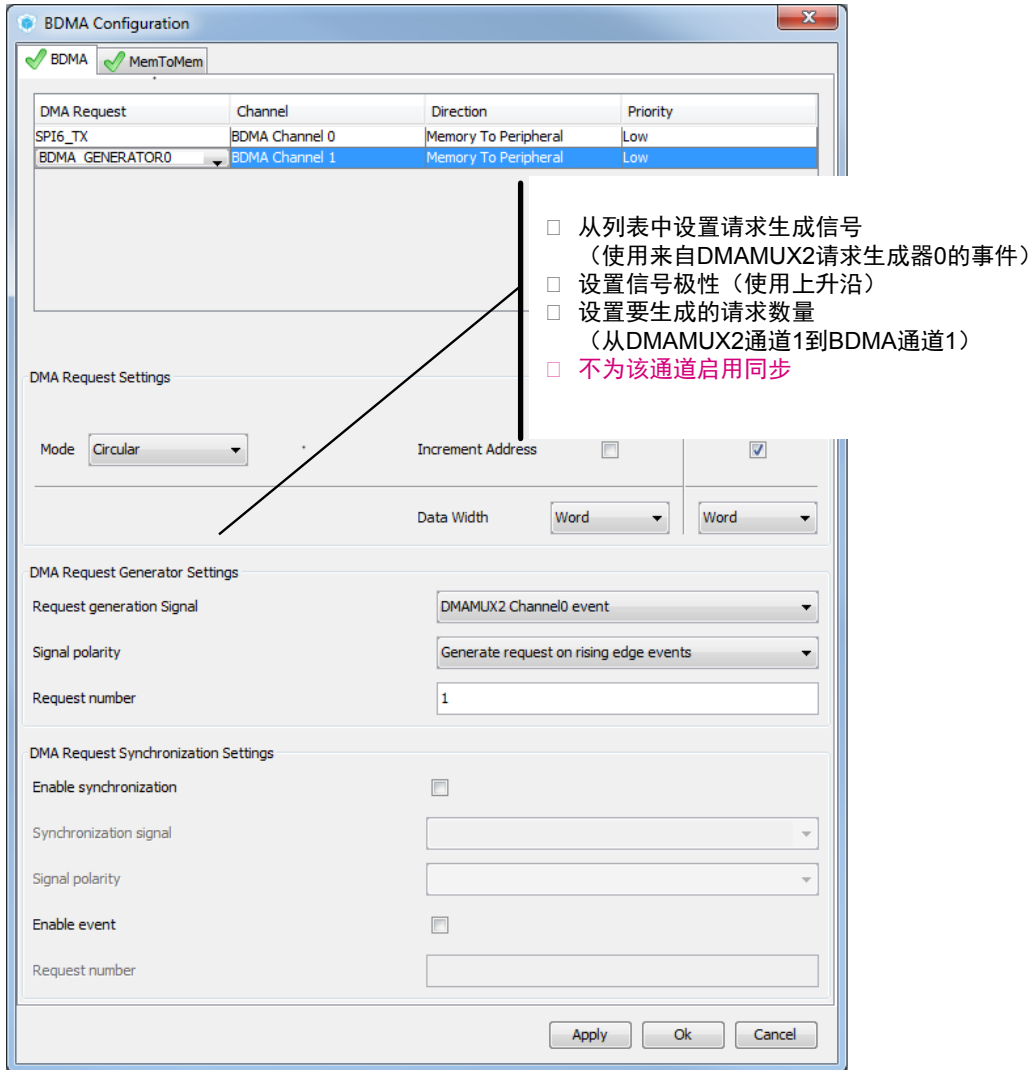 BDMA Configuration
BDMA MemToMem
DMA Request Channel Direction Priority
SPI6_TX BDMA Channel 0 Memory To Peripheral Low
BDMA GENERATOR0 BDMA Channel 1 Memory To Peripheral Low
从列表中设置请求生成信号
（使用来自DMAMUX2请求生成器0的事件）
设置信号极性（使用上升沿）
设置要生成的请求数量
（从DMAMUX2通道1到BDMA通道1）
不为该通道启用同步
DMA Request Settings
Mode Circular Increment Address
Data Width Word Word
DMA Request Generator Settings
Request generation Signal DMAMUX2 Channel0 event
Signal polarity Generate request on rising edge events
Request number 1
DMA Request Synchronization Settings
Enable synchronization
Synchronization signal
Signal polarity
Enable event
Request number
Apply Ok Cancel